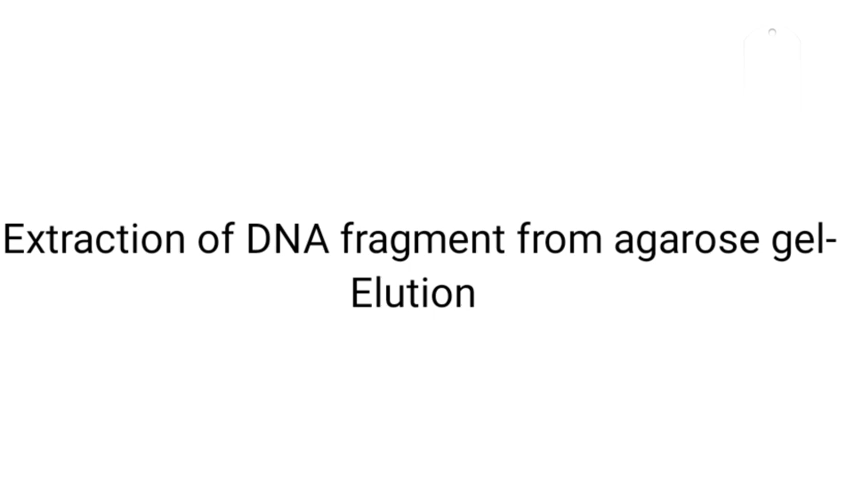 Extraction of DNA fragment from agarose gel-
Elution